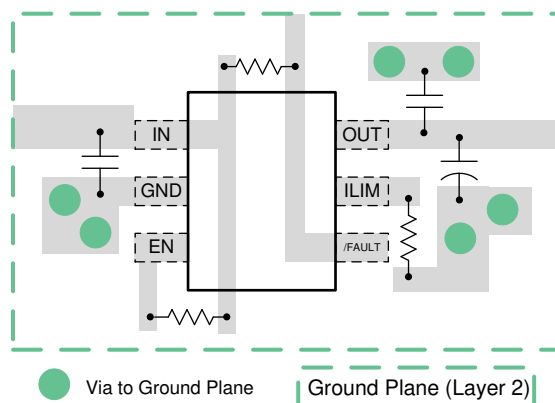 IN
OUT
GND
ILIM
EN
/FAULT
Via to Ground Plane
Ground Plane (Layer 2)